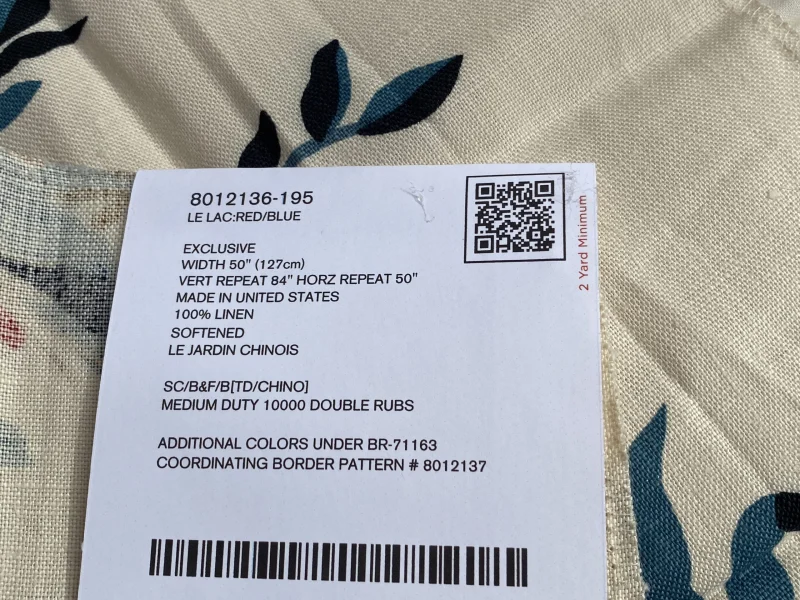 8012136-195
LE LAC:RED/BLUE
EXCLUSIVE
WIDTH 50" (127cm)
VERT REPEAT 84" HORZ REPEAT 50"
MADE IN UNITED STATES
100% LINEN
SOFTENED
LE JARDIN CHINOIS
SC/B&F/B[TD/CHINO]
MEDIUM DUTY 10000 DOUBLE RUBS
ADDITIONAL COLORS UNDER BR-71163
COORDINATING BORDER PATTERN # 8012137
2 Yard Minimum